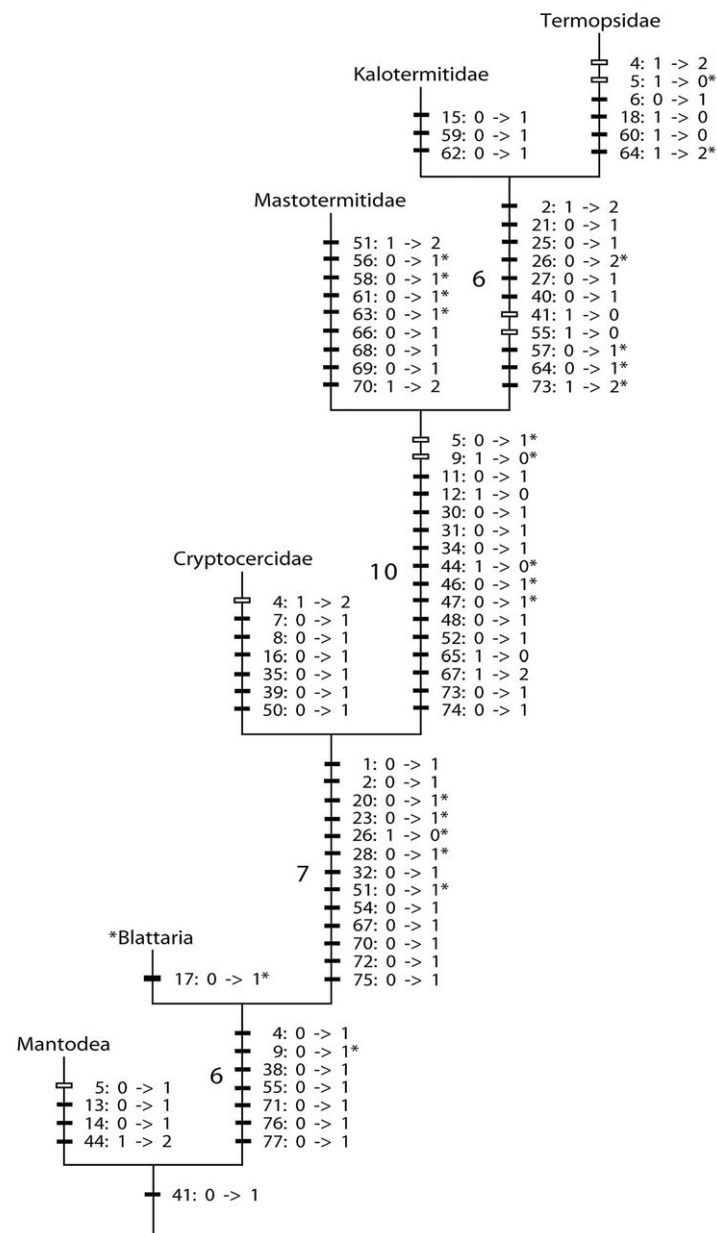 Termopsidae
4: 1 -> 2
5: 1 -> 0*
6: 0 -> 1
18: 1 -> 0
60: 1 -> 0
64: 1 -> 2*
Kalotermitidae
15: 0 -> 1
59: 0 -> 1
62: 0 -> 1
Mastotermitidae
51: 1 -> 2
56: 0 -> 1*
58: 0 -> 1*
61: 0 -> 1*
63: 0 -> 1*
66: 0 -> 1
68: 0 -> 1
69: 0 -> 1
70: 1 -> 2
6
2: 1 -> 2
21: 0 -> 1
25: 0 -> 1
26: 0 -> 2*
27: 0 -> 1
40: 0 -> 1
41: 1 -> 0
55: 1 -> 0
57: 0 -> 1*
64: 0 -> 1*
73: 1 -> 2*
10
5: 0 -> 1*
9: 1 -> 0*
11: 0 -> 1
12: 1 -> 0
30: 0 -> 1
31: 0 -> 1
34: 0 -> 1
44: 1 -> 0*
46: 0 -> 1*
47: 0 -> 1*
48: 0 -> 1
52: 0 -> 1
65: 1 -> 0
67: 1 -> 2
73: 0 -> 1
74: 0 -> 1
Cryptocercidae
4: 1 -> 2
7: 0 -> 1
8: 0 -> 1
16: 0 -> 1
35: 0 -> 1
39: 0 -> 1
50: 0 -> 1
7
1: 0 -> 1
2: 0 -> 1
20: 0 -> 1*
23: 0 -> 1*
26: 1 -> 0*
28: 0 -> 1*
32: 0 -> 1
51: 0 -> 1*
54: 0 -> 1
67: 0 -> 1
70: 0 -> 1
72: 0 -> 1
75: 0 -> 1
*Blattaria
17: 0 -> 1*
6
4: 0 -> 1
9: 0 -> 1*
38: 0 -> 1
55: 0 -> 1
71: 0 -> 1
76: 0 -> 1
77: 0 -> 1
Mantodea
5: 0 -> 1
13: 0 -> 1
14: 0 -> 1
44: 1 -> 2
41: 0 -> 1